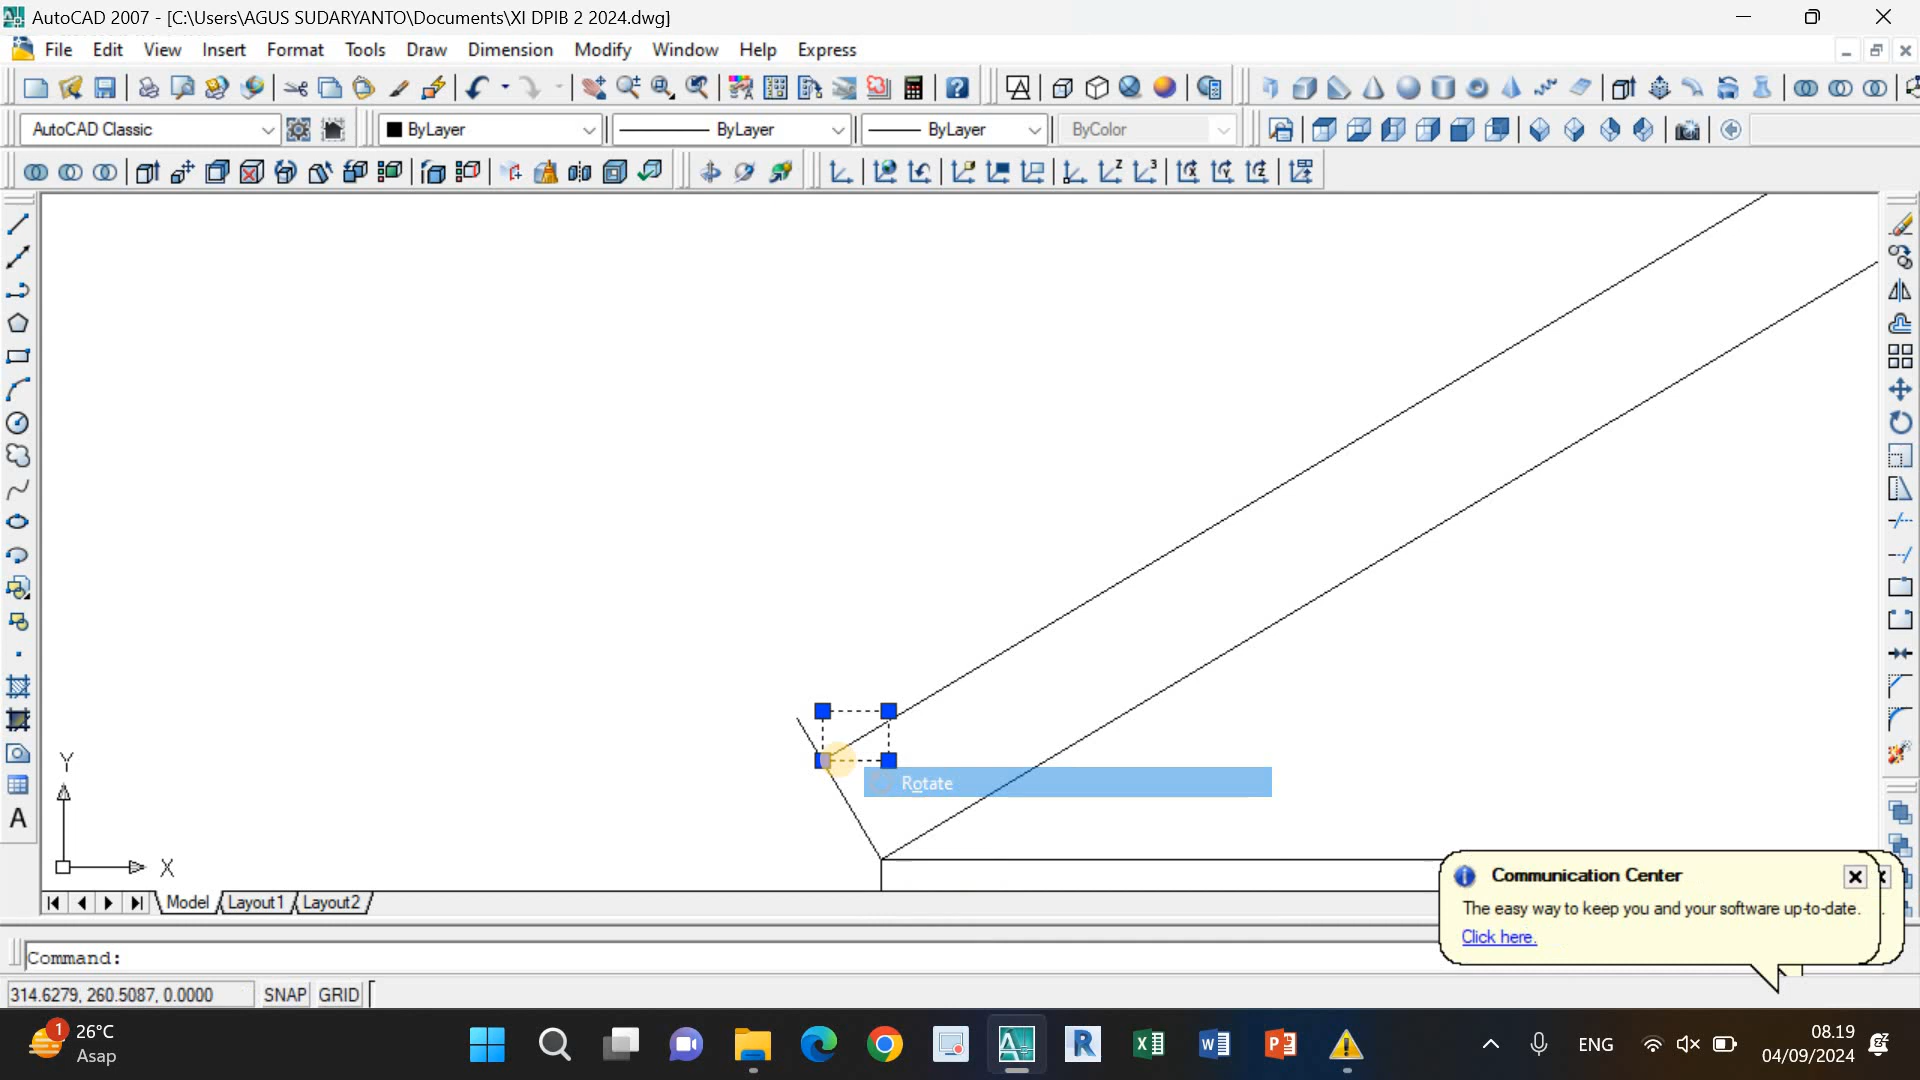 AutoCAD 2007 - [C:\Users\AGUS SUDARYANTO\Documents\XI DPIB 2 2024.dwg]
File Edit View Insert Format Tools Draw Dimension Modify Window Help Express
AutoCAD Classic ByLayer ByLayer ByLayer ByColor
Rotate
Y
X
A
Model Layout1 Layout2
Communication Center
The easy way to keep you and your software up-to-date.
Click here.
Command:
314.6279, 260.5087, 0.0000 SNAP GRID
1 26°C
Asap
ENG
08.19
04/09/2024